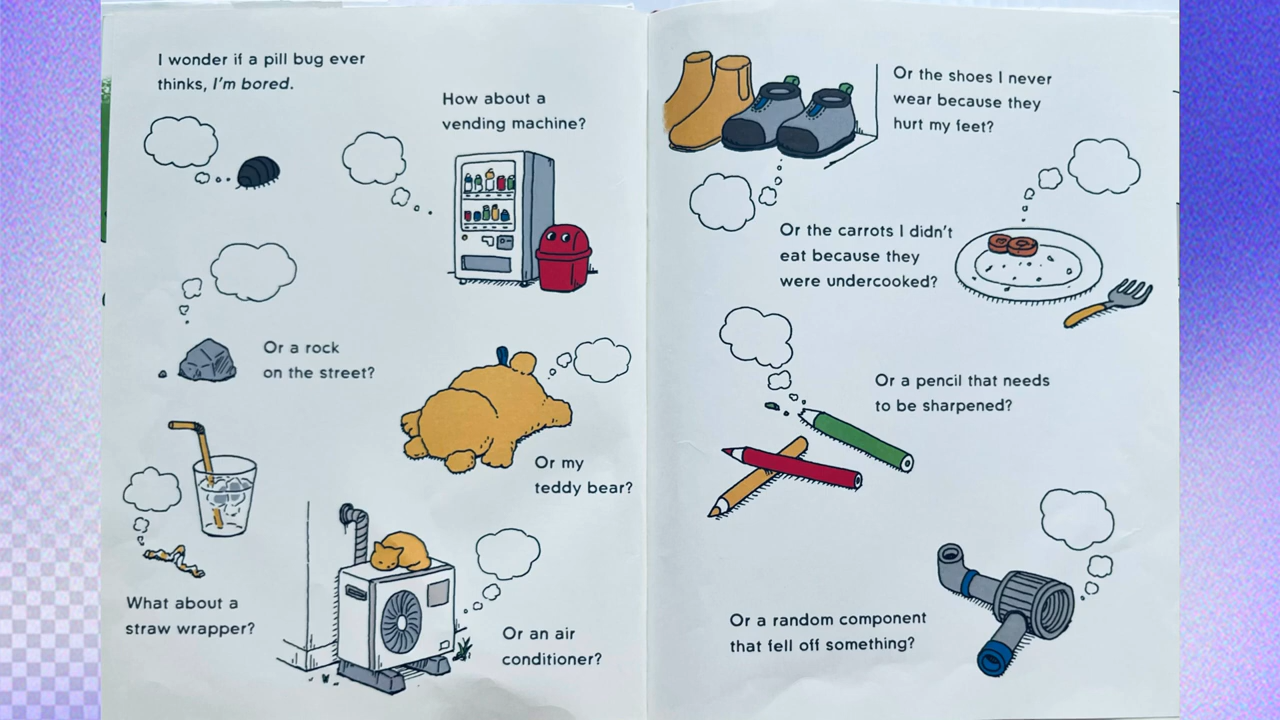 I wonder if a pill bug ever
thinks, I'm bored.
How about a
vending machine?
Or a rock
on the street?
Or my
teddy bear?
What about a
straw wrapper?
Or an air
conditioner?
Or the shoes I never
wear because they
hurt my feet?
Or the carrots I didn't
eat because they
were undercooked?
Or a pencil that needs
to be sharpened?
Or a random component
that fell off something?